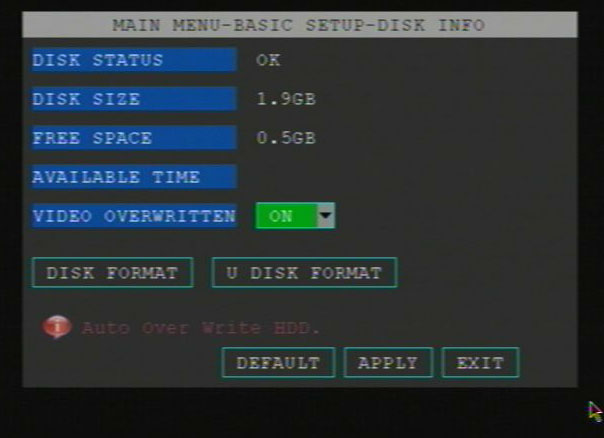 MAIN MENU-BASIC SETUP-DISK INFO
DISK STATUS OK
DISK SIZE 1.9GB
FREE SPACE 0.5GB
AVAILABLE TIME
VIDEO OVERWRITTEN ON
DISK FORMAT U DISK FORMAT
Auto Over Write HDD.
DEFAULT APPLY EXIT